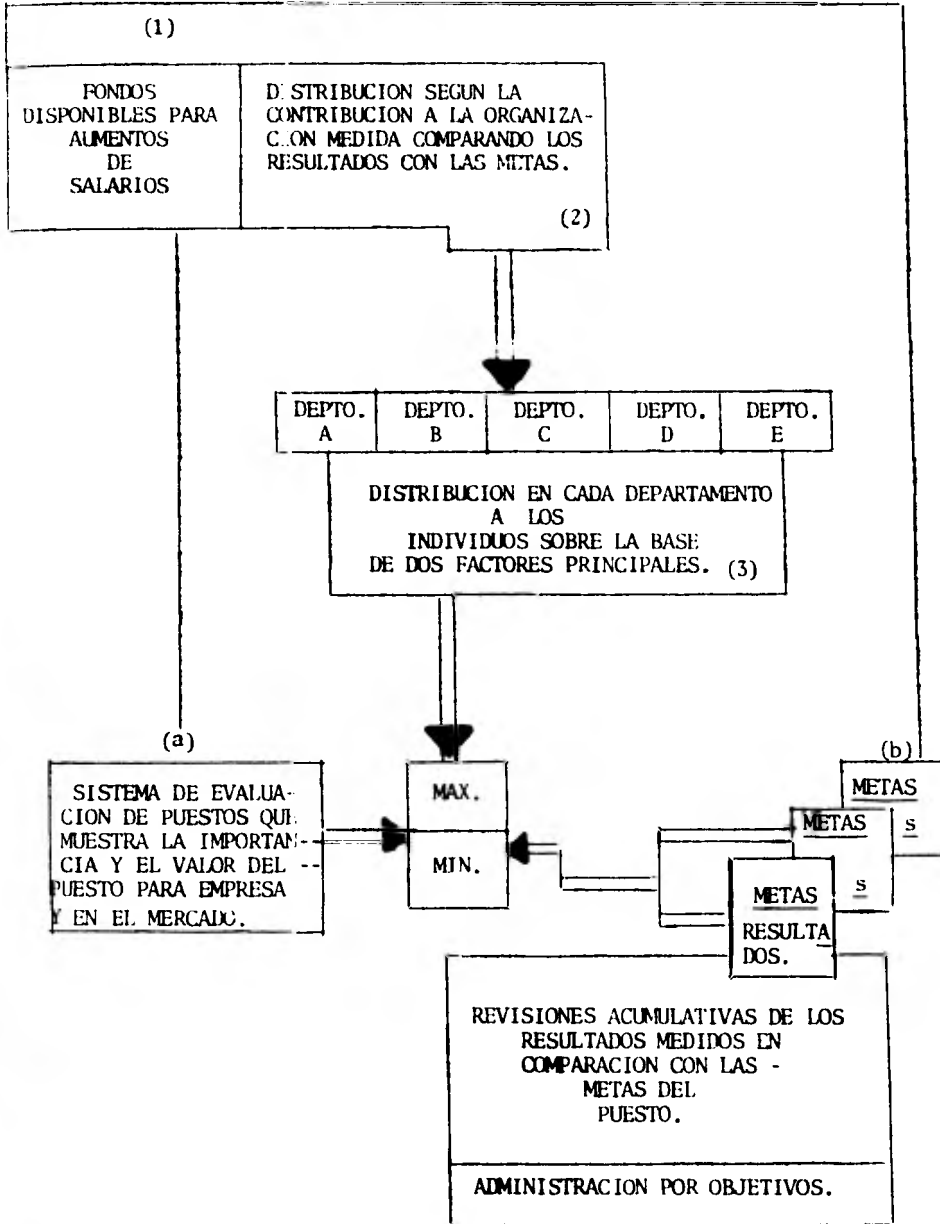 (1)
FONDOS
DISPONIBLES PARA
AUMENTOS
DE
SALARIOS
D STRIBUCION SEGUN LA
CONTRIBUCION A LA ORGANIZA-
C ON MEDIDA COMPARANDO LOS
RESULTADOS CON LAS METAS.
(2)
DEPTO.
A
DEPTO.
B
DEPTO.
C
DEPTO.
D
DEPTO.
E
DISTRIBUCION EN CADA DEPARTAMENTO
A LOS
INDIVIDUOS SOBRE LA BASE
DE DOS FACTORES PRINCIPALES. (3)
(a)
SISTEMA DE EVALUA-
CION DE PUESTOS QUE
MUESTRA LA IMPORTAN-
CIA Y EL VALOR DEL --
PUESTO PARA EMPRESA
Y EN EL MERCADO.
MAX.
MIN.
(b)
METAS
s
METAS
s
METAS
RESULTA
DOS.
REVISIONES ACUMULATIVAS DE LOS
RESULTADOS MEDIDOS EN
COMPARACION CON LAS -
METAS DEL
PUESTO.
ADMINISTRACION POR OBJETIVOS.